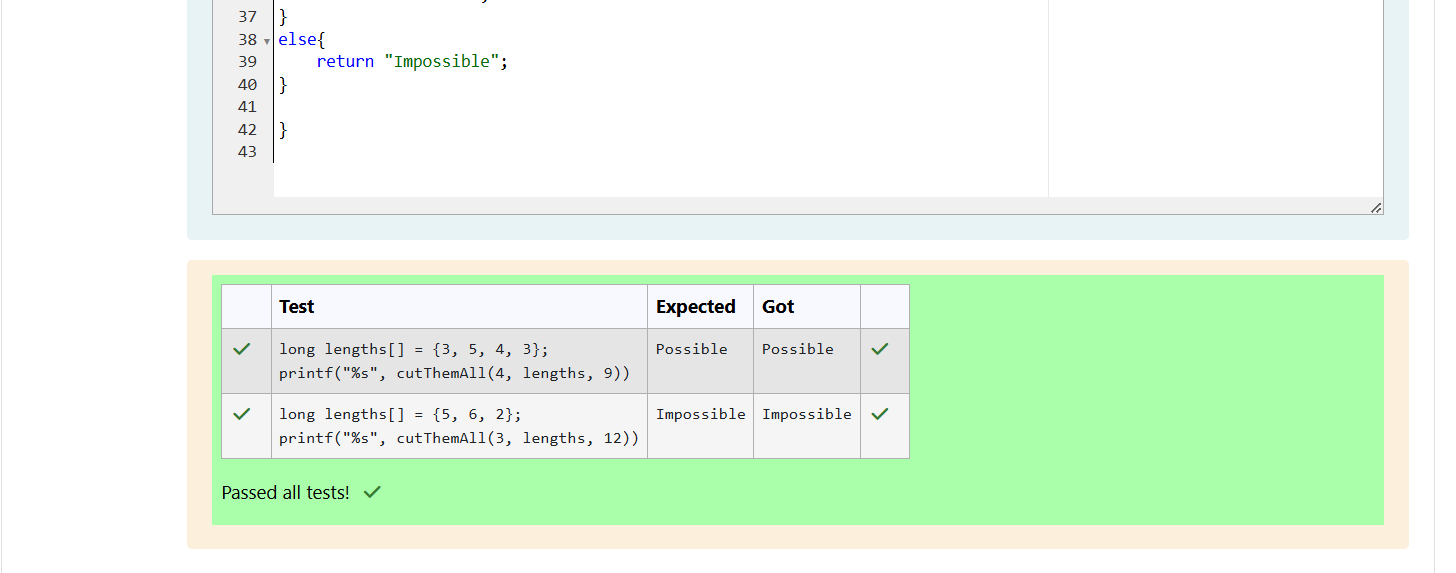 37 }
38 else{
39 return "Impossible";
40 }
41
42 }
43
Test Expected Got
long lengths[] = {3, 5, 4, 3}; Possible Possible
printf("%s", cutThemAll(4, lengths, 9))
long lengths[] = {5, 6, 2}; Impossible Impossible
printf("%s", cutThemAll(3, lengths, 12))
Passed all tests!